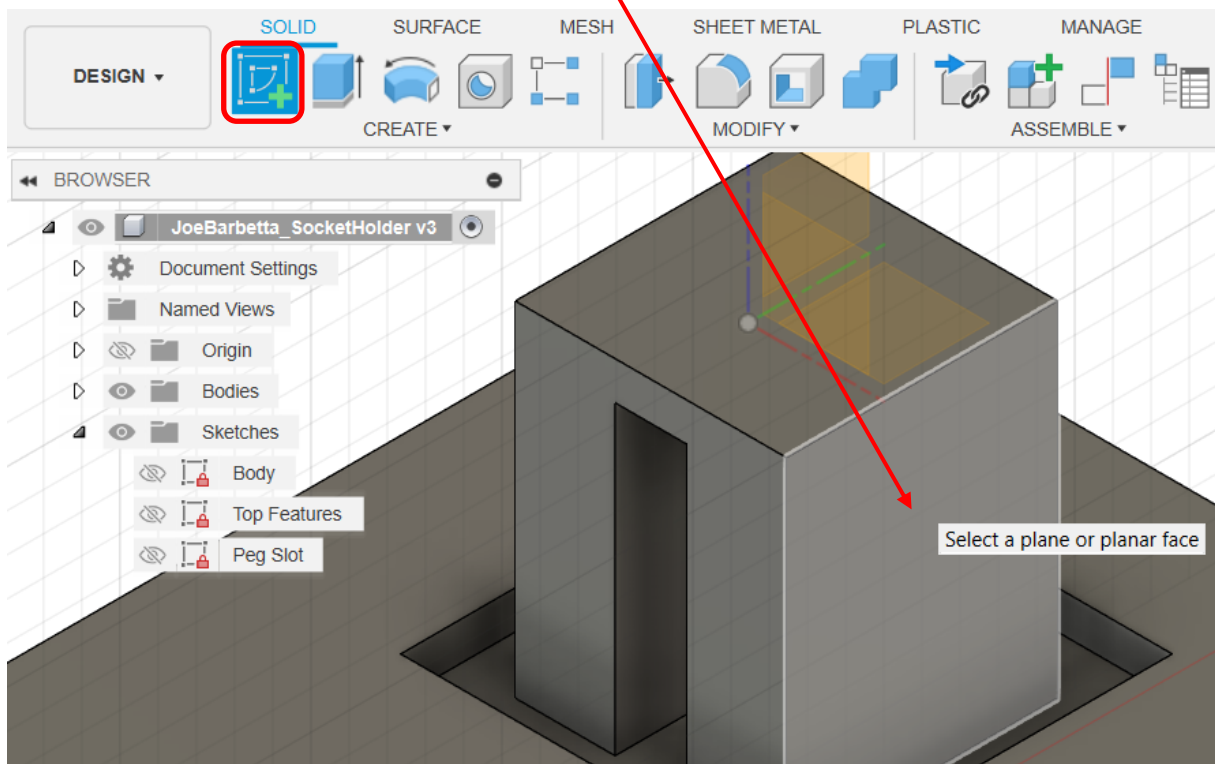 SOLID SURFACE MESH SHEET METAL PLASTIC MANAGE
DESIGN
CREATE MODIFY ASSEMBLE
BROWSER
JoeBarbetta_SocketHolder v3
Document Settings
Named Views
Origin
Bodies
Sketches
Body
Top Features
Peg Slot
Select a plane or planar face